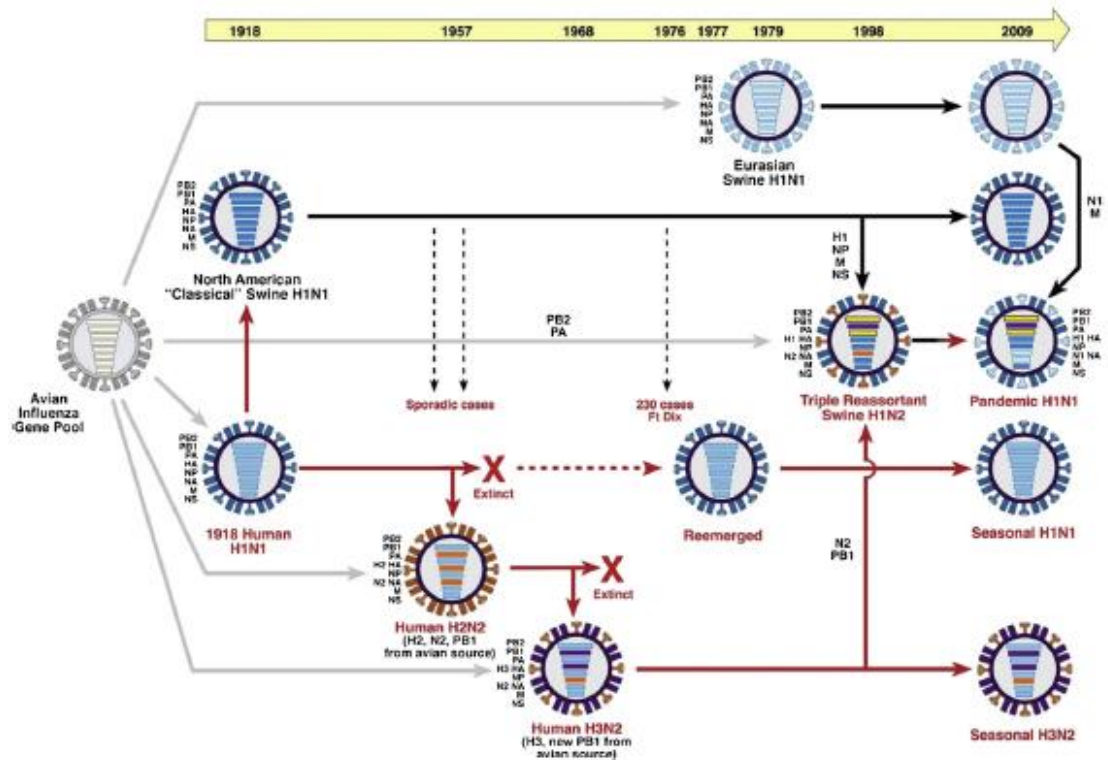 1918 1957 1968 1976 1977 1979 1998 2009
PB2
PB1
PA
HA
NP
NA
M
NS
Eurasian
Swine H1N1
N1
M
PB2
PB1
PA
HA
NP
NA
M
NS
North American
"Classical" Swine H1N1
H1
NP
M
NS
Avian
Influenza
Gene Pool
PB2
PA
Sporadic cases
230 cases
Ft Dix
PB2
PB1
PA
H1 HA
NP
N2 NA
M
NS
Triple Reassortant
Swine H1N2
PB2
PB1
PA
H1 HA
NP
N1 NA
M
NS
Pandemic H1N1
PB2
PB1
PA
HA
NP
NA
M
NS
1918 Human
H1N1
X
Extinct
Reemerged
Seasonal H1N1
N2
PB1
PB2
PB1
PA
H2 HA
NP
N2 NA
M
NS
Human H2N2
(H2, N2, PB1
from avian source)
X
Extinct
PB2
PB1
PA
H3 HA
NP
N2 NA
M
NS
Human H3N2
(H3, new PB1 from
avian source)
Seasonal H3N2